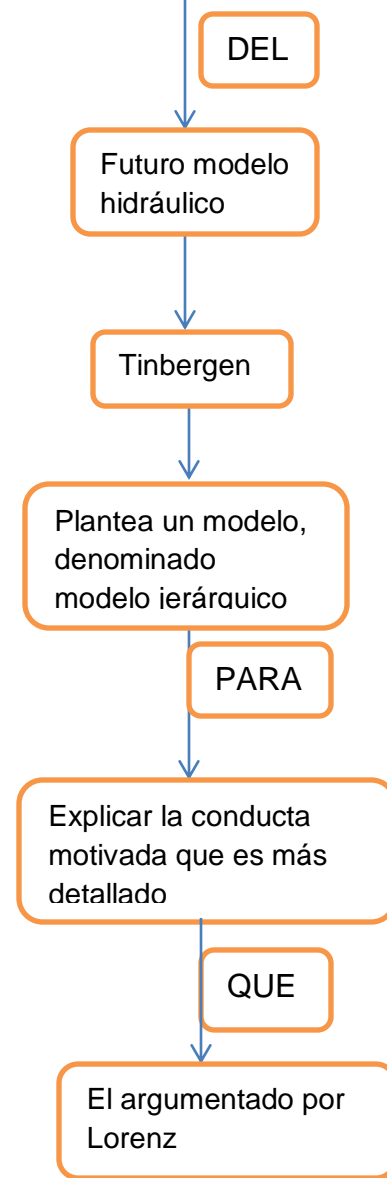 DEL
Futuro modelo
hidráulico
Tinbergen
Plantea un modelo,
denominado
modelo jerárquico
PARA
Explicar la conducta
motivada que es más
detallado
QUE
El argumentado por
Lorenz